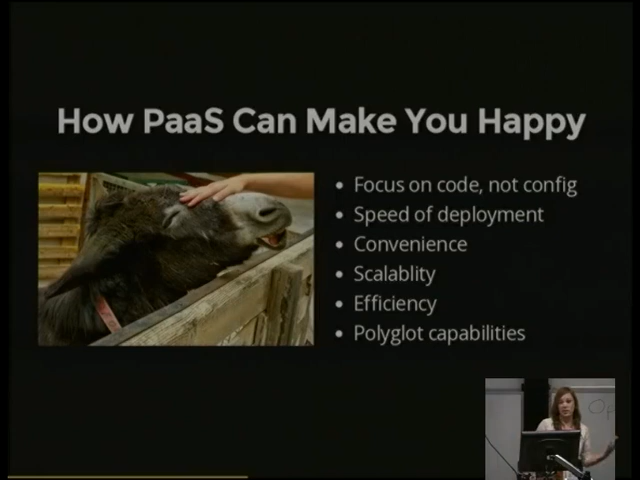 How PaaS Can Make You Happy
Focus on code, not config
Speed of deployment
Convenience
Scalablity
Efficiency
Polyglot capabilities
Op